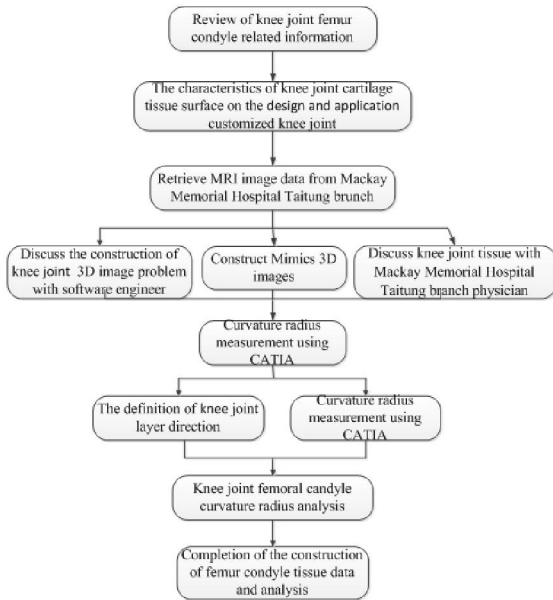 Review of knee joint femur
condyle related information
The characteristics of knee joint cartilage
tissue surface on the design and application
customized knee joint
Retrieve MRI image data from Mackay
Memorial Hospital Taitung brunch
Discuss the construction of
knee joint 3D image problem
with software engineer
Construct Mimics 3D
images
Discuss knee joint tissue with
Mackay Memorial Hospital
Taitung branch physician
Curvature radius
measurement using
CATIA
The definition of knee joint
layer direction
Curvature radius
measurement using
CATIA
Knee joint femoral candyle
curvature radius analysis
Completion of the construction
of femur condyle tissue data
and analysis